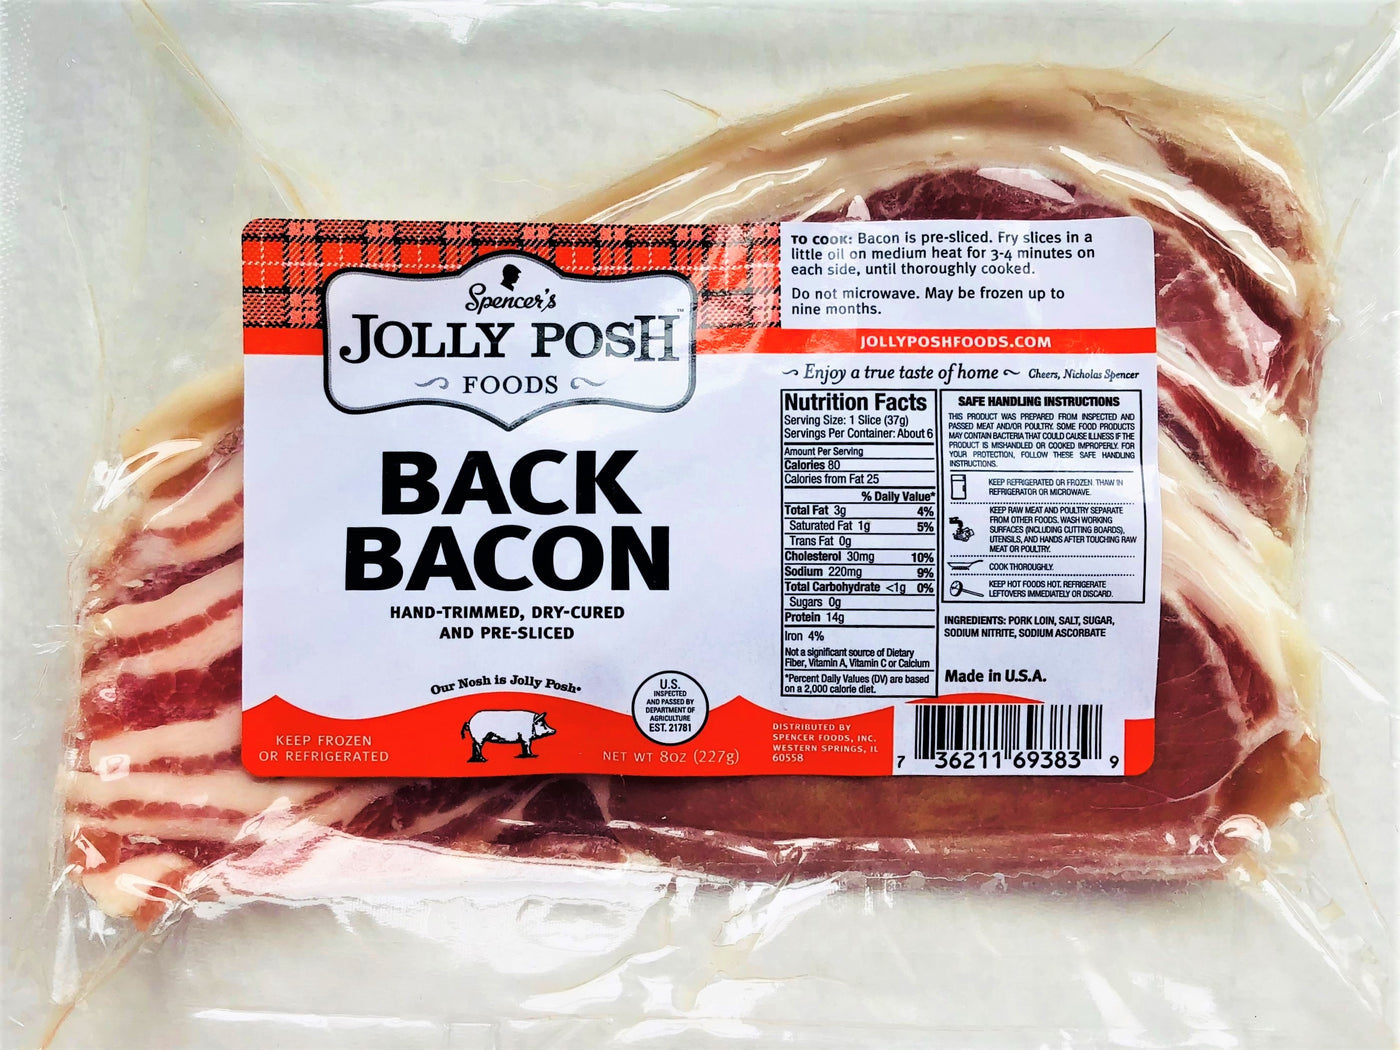 Spencer's
JOLLY POSH™
FOODS
BACK
BACON
HAND-TRIMMED, DRY-CURED
AND PRE-SLICED
Our Nosh is Jolly Posh•
U.S.
INSPECTED
AND PASSED BY
DEPARTMENT OF
AGRICULTURE
EST. 21781
KEEP FROZEN
OR REFRIGERATED
NET WT 8OZ (227g)
TO COOK: Bacon is pre-sliced. Fry slices in a
little oil on medium heat for 3-4 minutes on
each side, until thoroughly cooked.
Do not microwave. May be frozen up to
nine months.
JOLLYPOSHFOODS.COM
Enjoy a true taste of home
Cheers, Nicholas Spencer
Nutrition Facts
Serving Size: 1 Slice (37g)
Servings Per Container: About 6
Amount Per Serving
Calories 80
Calories from Fat 25
% Daily Value*
Total Fat 3g 4%
Saturated Fat 1g 5%
Trans Fat 0g
Cholesterol 30mg 10%
Sodium 220mg 9%
Total Carbohydrate <1g 0%
Sugars 0g
Protein 14g
Iron 4%
Not a significant source of Dietary
Fiber, Vitamin A, Vitamin C or Calcium
*Percent Daily Values (DV) are based
on a 2,000 calorie diet.
SAFE HANDLING INSTRUCTIONS
THIS PRODUCT WAS PREPARED FROM INSPECTED AND
PASSED MEAT AND/OR POULTRY. SOME FOOD PRODUCTS
MAY CONTAIN BACTERIA THAT COULD CAUSE ILLNESS IF THE
PRODUCT IS MISHANDLED OR COOKED IMPROPERLY. FOR
YOUR PROTECTION, FOLLOW THESE SAFE HANDLING
INSTRUCTIONS.
KEEP REFRIGERATED OR FROZEN. THAW IN
REFRIGERATOR OR MICROWAVE.
KEEP RAW MEAT AND POULTRY SEPARATE
FROM OTHER FOODS. WASH WORKING
SURFACES (INCLUDING CUTTING BOARDS),
UTENSILS, AND HANDS AFTER TOUCHING RAW
MEAT OR POULTRY.
COOK THOROUGHLY.
KEEP HOT FOODS HOT. REFRIGERATE
LEFTOVERS IMMEDIATELY OR DISCARD.
INGREDIENTS: PORK LOIN, SALT, SUGAR,
SODIUM NITRITE, SODIUM ASCORBATE
Made in U.S.A.
DISTRIBUTED BY
SPENCER FOODS, INC.
WESTERN SPRINGS, IL
60558
7 36211 69383 9